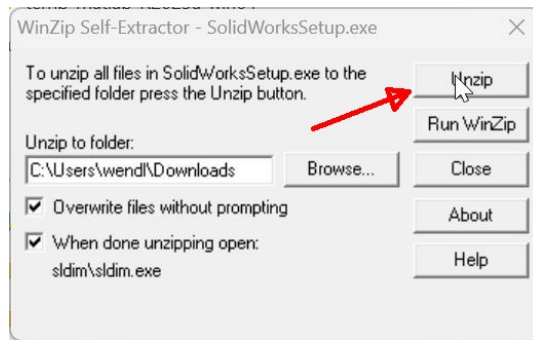 WinZip Self-Extractor - SolidWorksSetup.exe
To unzip all files in SolidWorksSetup.exe to the
specified folder press the Unzip button.
Unzip to folder:
C:\Users\wendl\Downloads
Browse...
Overwrite files without prompting
When done unzipping open:
sldim\sldim.exe
Unzip
Run WinZip
Close
About
Help